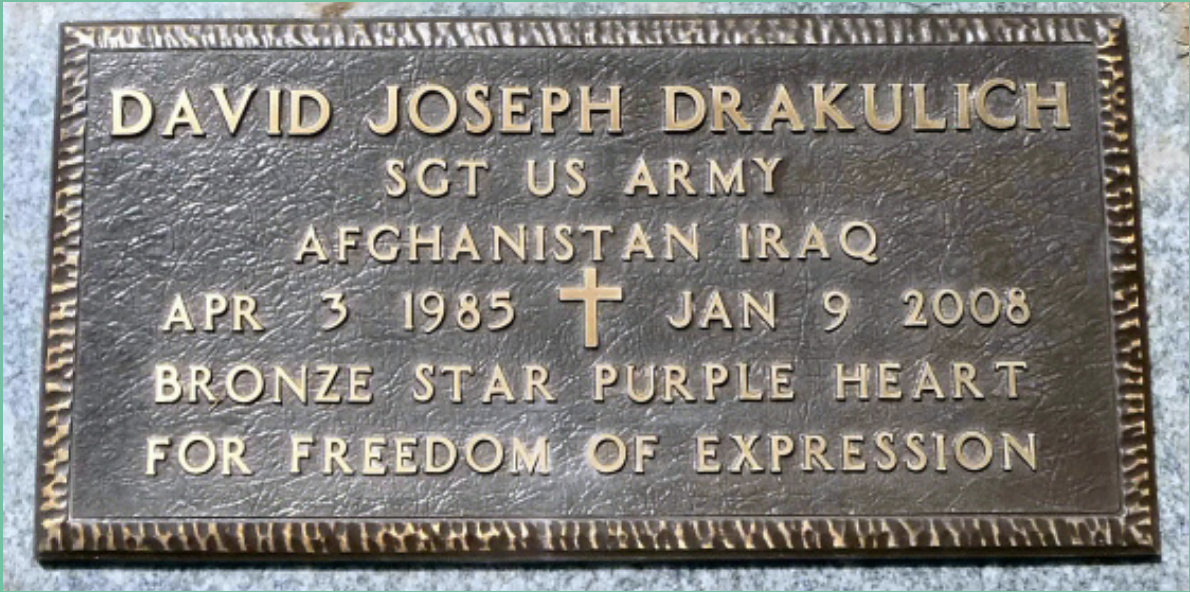 DAVID JOSEPH DRAKULICH
SGT US ARMY
AFGHANISTAN IRAQ
APR 3 1985 JAN 9 2008
BRONZE STAR PURPLE HEART
FOR FREEDOM OF EXPRESSION